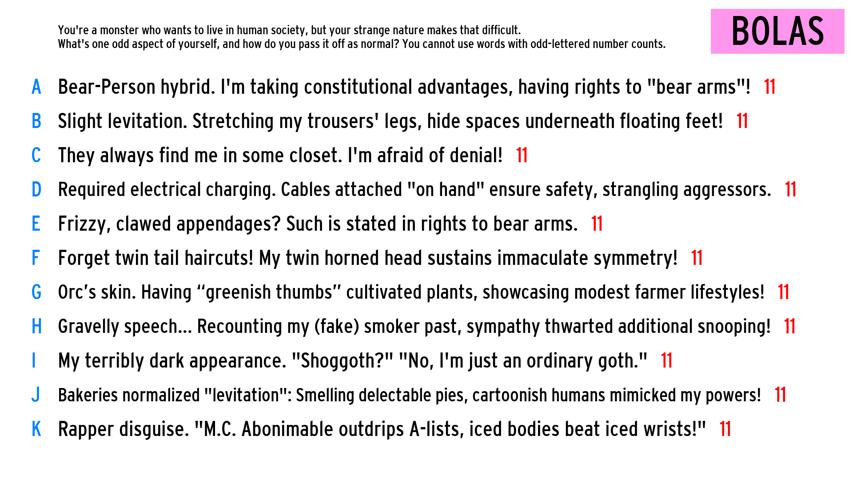 You're a monster who wants to live in human society, but your strange nature makes that difficult.
What's one odd aspect of yourself, and how do you pass it off as normal? You cannot use words with odd-lettered number counts.
BOLAS
A Bear-Person hybrid. I'm taking constitutional advantages, having rights to "bear arms"! 11
B Slight levitation. Stretching my trousers' legs, hide spaces underneath floating feet! 11
C They always find me in some closet. I'm afraid of denial! 11
D Required electrical charging. Cables attached "on hand" ensure safety, strangling aggressors. 11
E Frizzy, clawed appendages? Such is stated in rights to bear arms. 11
F Forget twin tail haircuts! My twin horned head sustains immaculate symmetry! 11
G Orc’s skin. Having “greenish thumbs” cultivated plants, showcasing modest farmer lifestyles! 11
H Gravelly speech... Recounting my (fake) smoker past, sympathy thwarted additional snooping! 11
I My terribly dark appearance. "Shoggoth?" "No, I'm just an ordinary goth." 11
J Bakeries normalized "levitation": Smelling delectable pies, cartoonish humans mimicked my powers! 11
K Rapper disguise. "M.C. Abonimable outdrips A-lists, iced bodies beat iced wrists!" 11